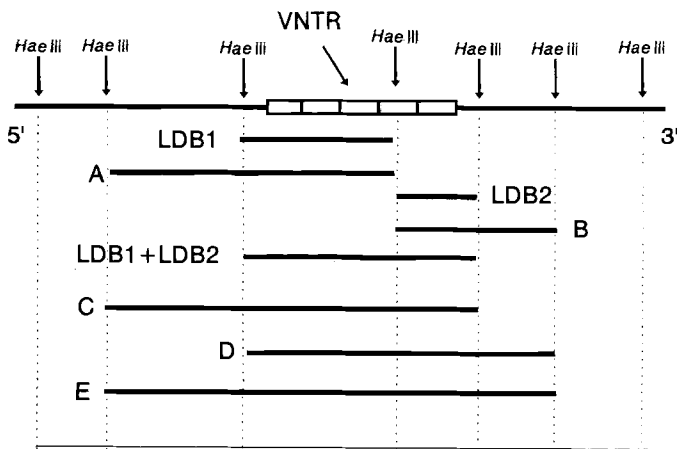 VNTR
Hae III
Hae III
Hae III
Hae III
Hae III
Hae III
Hae III
5'
3'
LDB1
A
LDB2
B
LDB1+LDB2
C
D
E